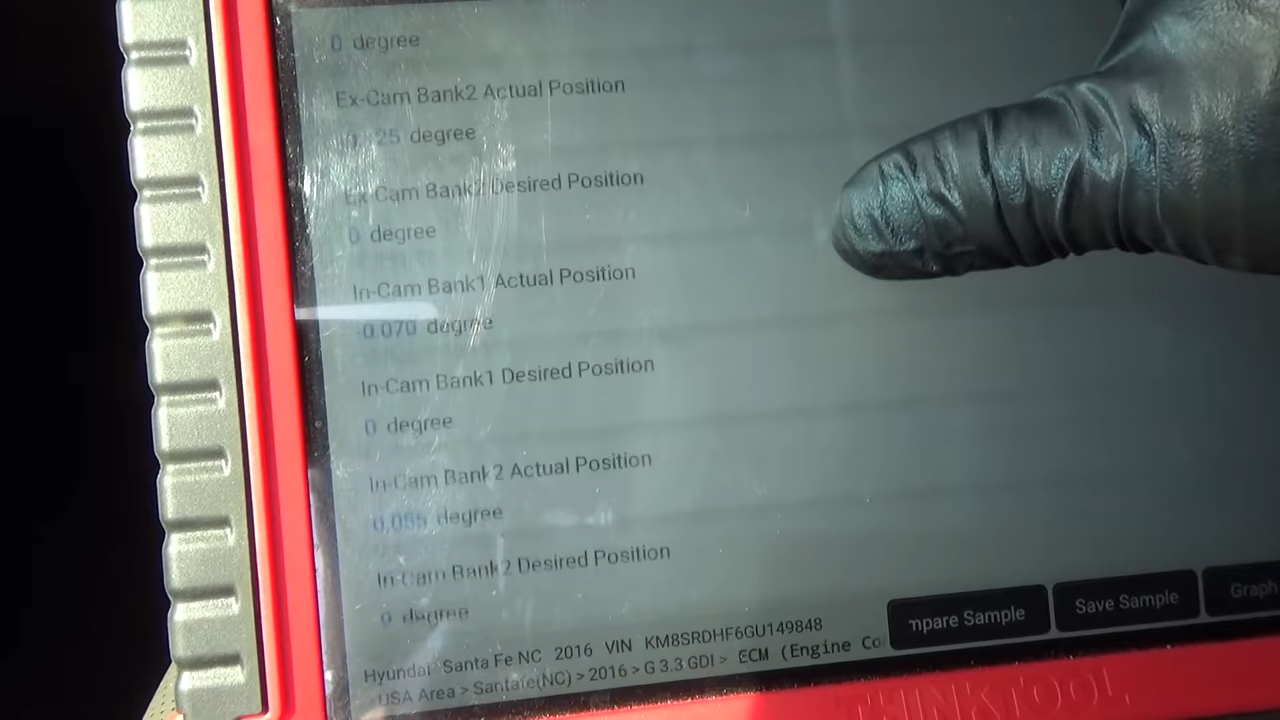 0 degree
Ex-Cam Bank2 Actual Position
degree
Ex-Cam Bank2 Desired Position
0 degree
In-Cam Bank1 Actual Position
-0.070 degree
In-Cam Bank1 Desired Position
0 degree
In-Cam Bank2 Actual Position
degree
In-Cam Bank2 Desired Position
0 degree
mpare Sample
Save Sample
Graph
Hyundai Santa Fe NC 2016 VIN KM8SRDHF6GU149848
USA Area > Santafe(NC) > 2016 > G 3.3 GDI > ECM (Engine Co
THINKTOOL